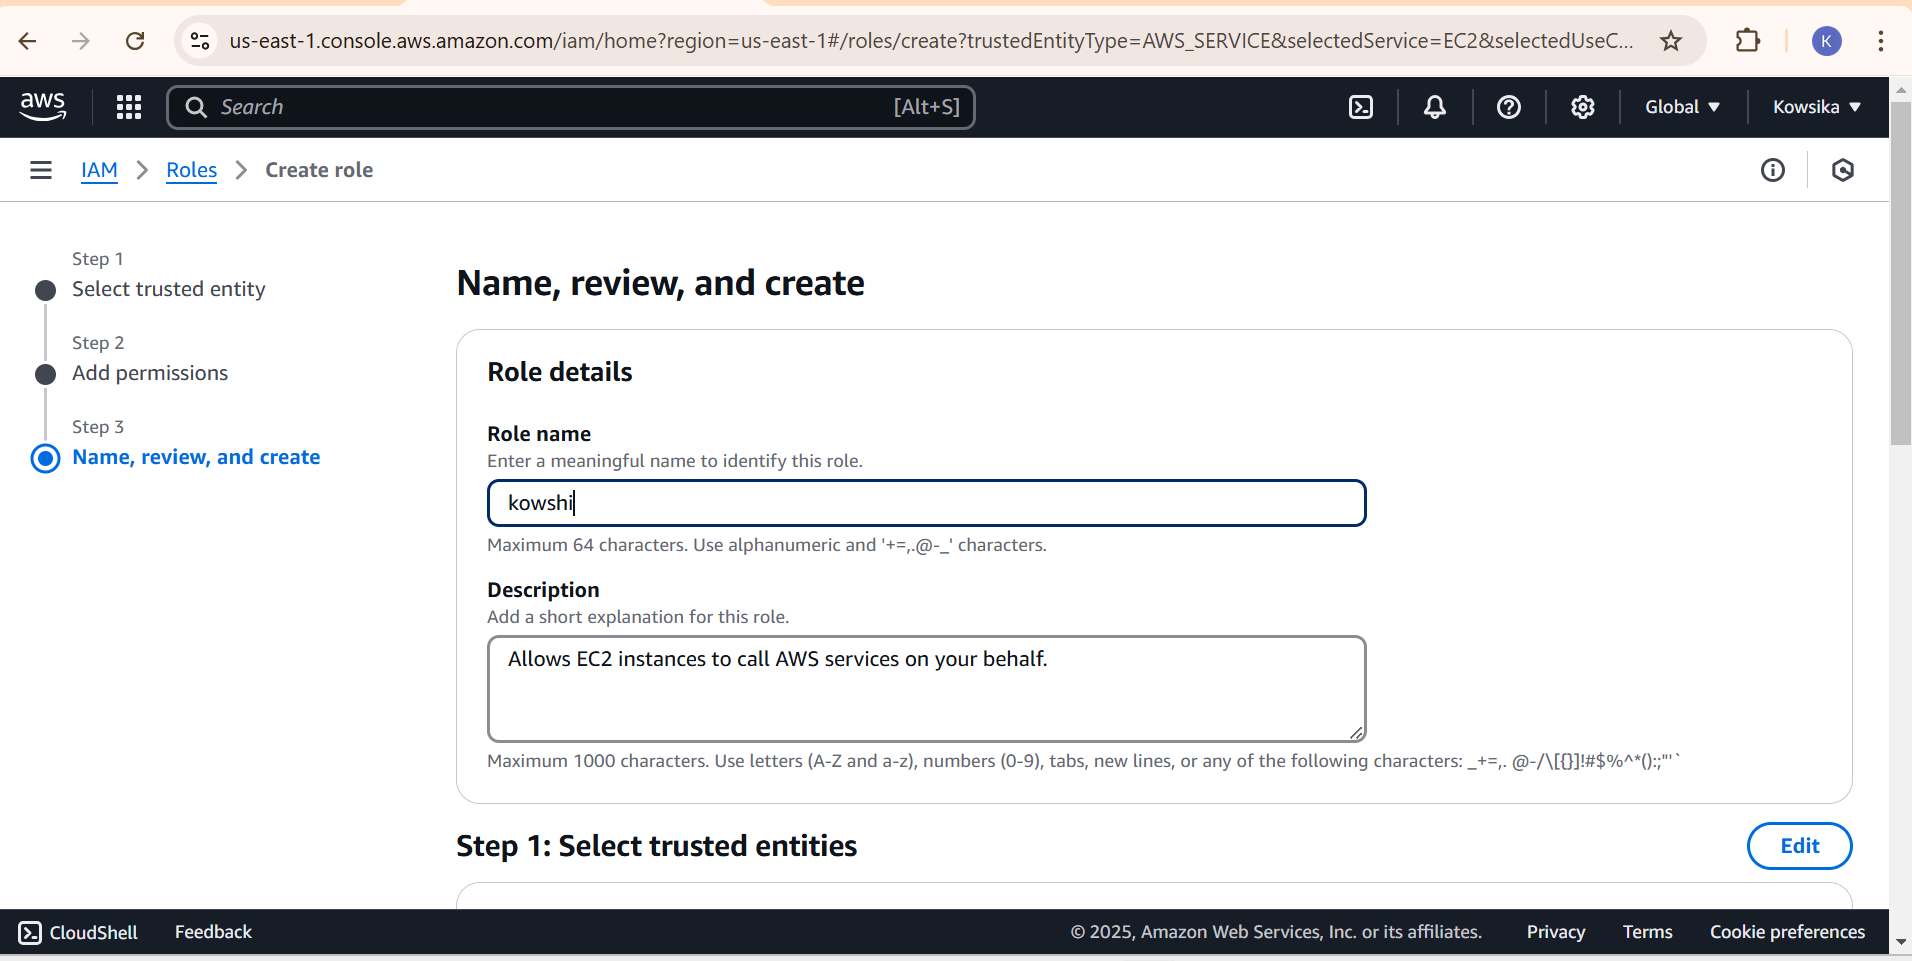 us-east-1.console.aws.amazon.com/iam/home?region=us-east-1#/roles/create?trustedEntityType=AWS_SERVICE&selectedService=EC2&selectedUseC...
K
aws
Search
[Alt+S]
Global
Kowsika
IAM
Roles
Create role
Step 1
Select trusted entity
Step 2
Add permissions
Step 3
Name, review, and create
Name, review, and create
Role details
Role name
Enter a meaningful name to identify this role.
kowshi
Maximum 64 characters. Use alphanumeric and '+=,.@-_' characters.
Description
Add a short explanation for this role.
Allows EC2 instances to call AWS services on your behalf.
Maximum 1000 characters. Use letters (A-Z and a-z), numbers (0-9), tabs, new lines, or any of the following characters: _+=,. @-/\[{}]!#$%^*();:"'`
Step 1: Select trusted entities
Edit
CloudShell
Feedback
© 2025, Amazon Web Services, Inc. or its affiliates.
Privacy
Terms
Cookie preferences